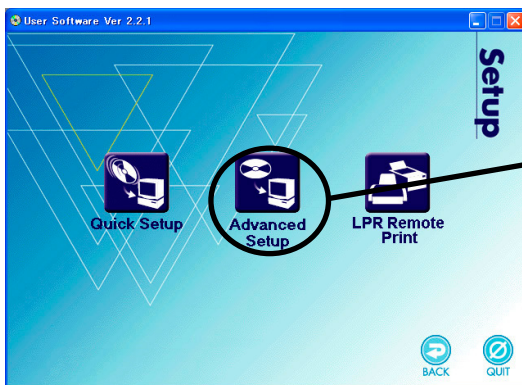 User Software Ver 2.2.1
Setup
Quick Setup
Advanced
Setup
LPR Remote
Print
BACK
QUIT